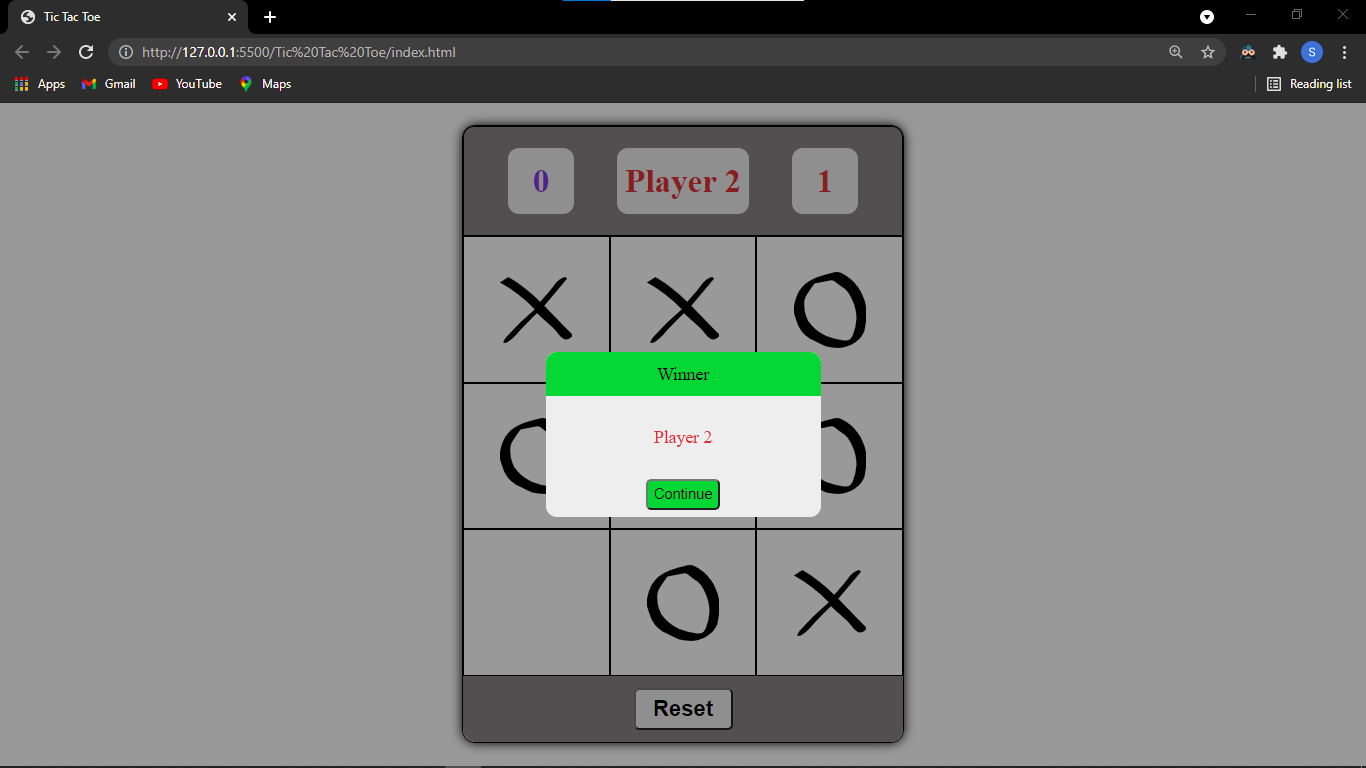 Tic Tac Toe
http://127.0.0.1:5500/Tic%20Tac%20Toe/index.html
S
Apps Gmail YouTube Maps Reading list
0 Player 2 1
X X O
Winner
Player 2
Continue
O X
Reset